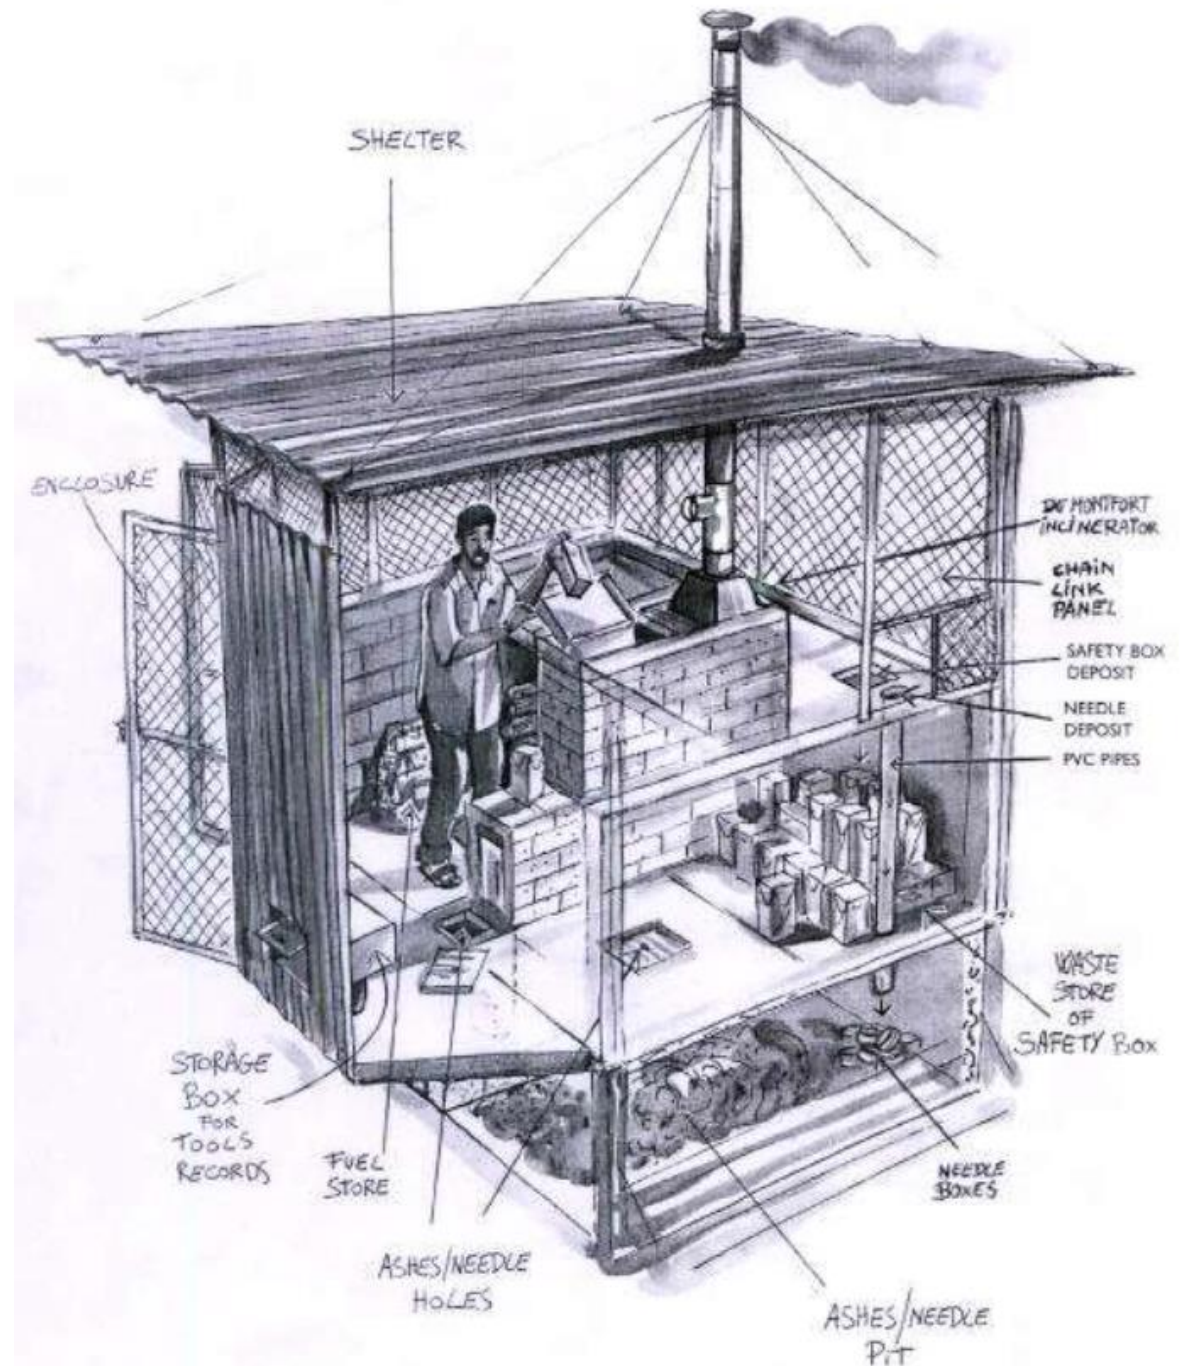 SHELTER
ENCLOSURE
DE MONTFORT
INCINERATOR
CHAIN
LINK
PANEL
SAFETY BOX
DEPOSIT
NEEDLE
DEPOSIT
PVC PIPES
WASTE
STORE
OF
SAFETY BOX
STORAGE
BOX
FOR
TOOLS
RECORDS
FUEL
STORE
NEEDLE
BOXES
ASHES/NEEDLE
HOLES
ASHES/NEEDLE
PIT